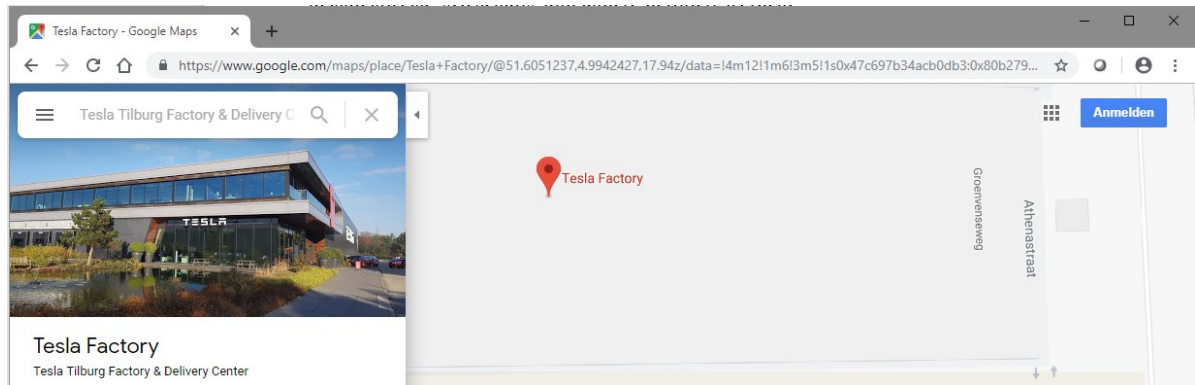 Tesla Factory - Google Maps
https://www.google.com/maps/place/Tesla+Factory/@51.6051237,4.9942427,17.94z/data=!4m12!1m6!3m5!1s0x47c697b34acb0db3:0x80b279...
Tesla Tilburg Factory & Delivery C
Anmelden
Tesla Factory
Groenvenseweg
Athenastraat
TESLA
Tesla Factory
Tesla Tilburg Factory & Delivery Center